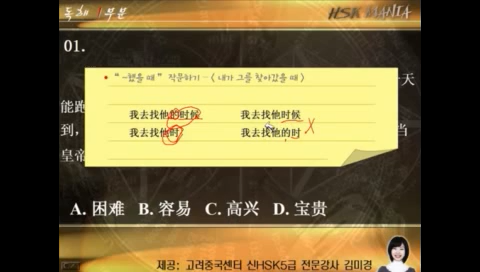 독해 1부분
HSK MANIA
01.
天
• "-했을 때" 작문하기 - < 내가 그를 찾아갔을 때 >
能跑
我去找他的时候 我去找他时候
到，
我去找他时 我去找他的时 X
当
皇帝
A. 困难 B. 容易 C. 高兴 D. 宝贵
제공: 고려중국센터 신HSK5급 전문강사 김미경